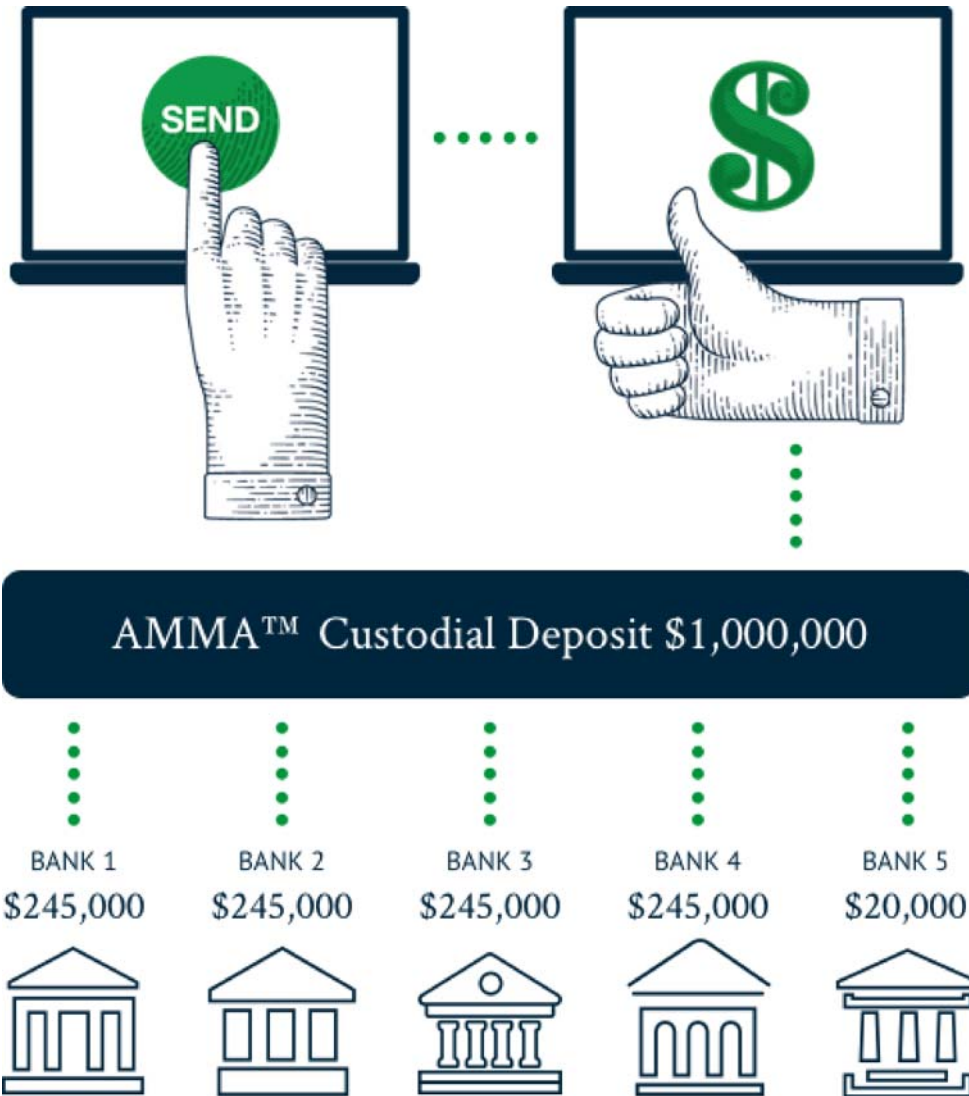 SEND
$
AMMA™ Custodial Deposit $1,000,000
BANK 1
$245,000
BANK 2
$245,000
BANK 3
$245,000
BANK 4
$245,000
BANK 5
$20,000